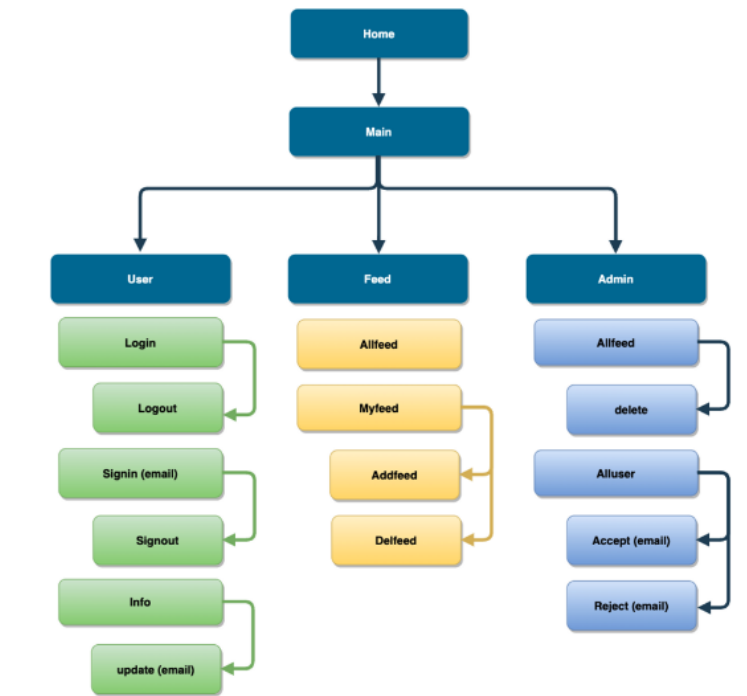 Home
Main
User
Feed
Admin
Login
Logout
Signin (email)
Signout
Info
update (email)
Allfeed
Myfeed
Addfeed
Delfeed
Allfeed
delete
Alluser
Accept (email)
Reject (email)